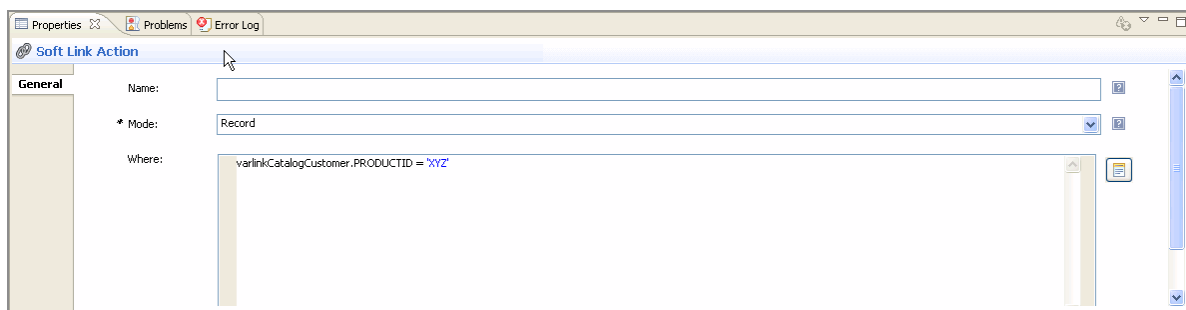 Properties Problems Error Log
Soft Link Action
General
Name:
* Mode: Record
Where: varlinkCatalogCustomer.PRODUCTID = 'XYZ'